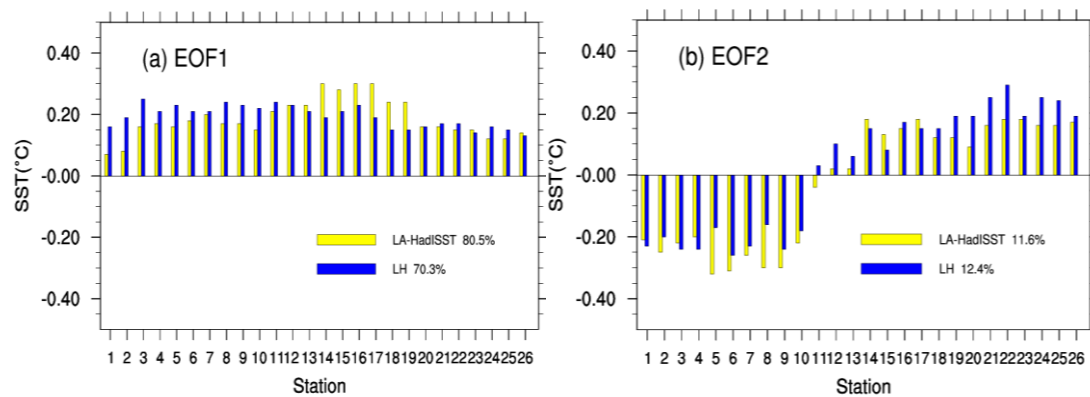 (a) EOF1
SST(°C)
0.40
0.20
-0.00
-0.20
-0.40
LA-HadISST 80.5%
LH 70.3%
1 2 3 4 5 6 7 8 9 10 11 12 13 14 15 16 17 18 19 20 21 22 23 24 25 26
Station
(b) EOF2
SST(°C)
0.40
0.20
-0.00
-0.20
-0.40
LA-HadISST 11.6%
LH 12.4%
1 2 3 4 5 6 7 8 9 10 11 12 13 14 15 16 17 18 19 20 21 22 23 24 25 26
Station